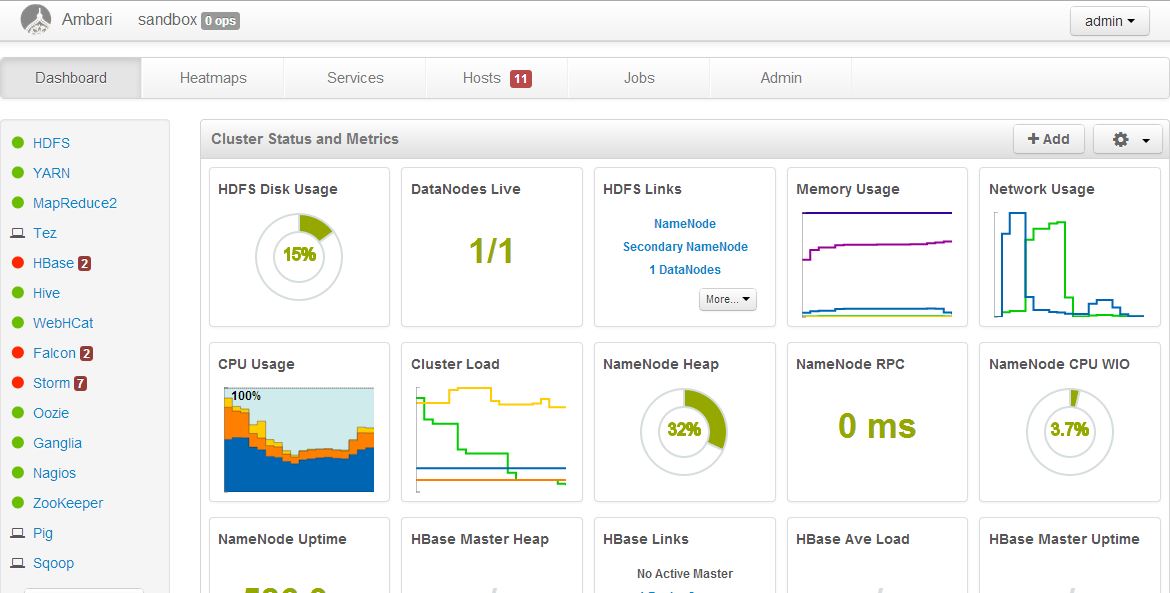 Ambari sandbox 0 ops admin
Dashboard Heatmaps Services Hosts 11 Jobs Admin
HDFS
YARN
MapReduce2
Tez
HBase 2
Hive
WebHCat
Falcon 2
Storm 7
Oozie
Ganglia
Nagios
ZooKeeper
Pig
Sqoop
Cluster Status and Metrics + Add
HDFS Disk Usage
15%
DataNodes Live
1/1
HDFS Links
NameNode
Secondary NameNode
1 DataNodes
More...
Memory Usage
Network Usage
CPU Usage
100%
Cluster Load
NameNode Heap
32%
NameNode RPC
0 ms
NameNode CPU WIO
3.7%
NameNode Uptime
HBase Master Heap
HBase Links
No Active Master
HBase Ave Load
HBase Master Uptime